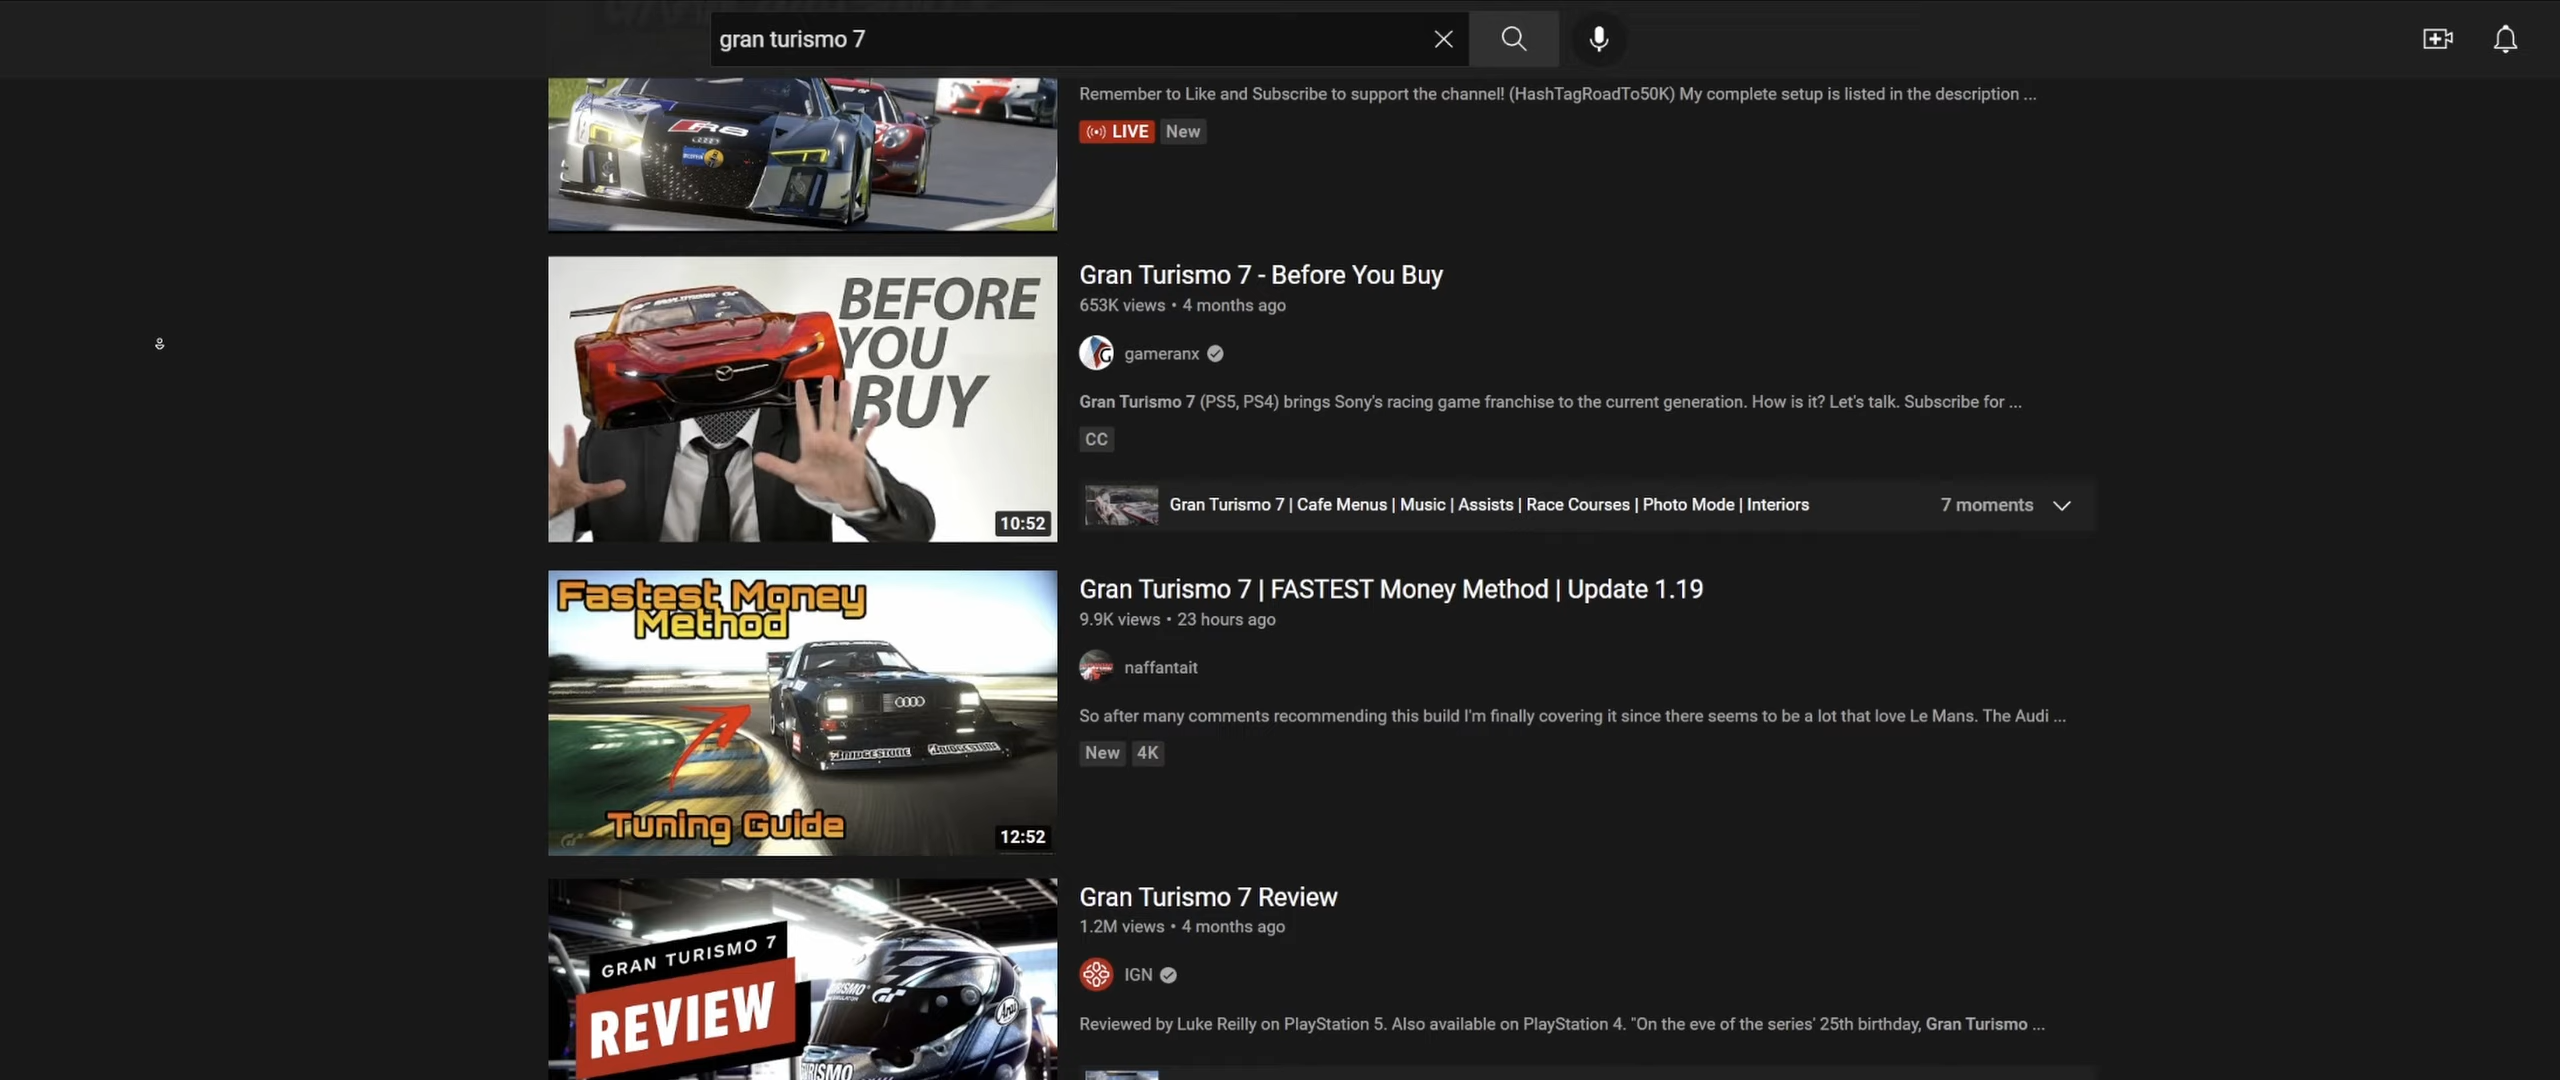 gran turismo 7
Remember to Like and Subscribe to support the channel! (HashTagRoadTo50K) My complete setup is listed in the description ...
LIVE New
R8
Gran Turismo 7 - Before You Buy
653K views • 4 months ago
gameranx
Gran Turismo 7 (PS5, PS4) brings Sony's racing game franchise to the current generation. How is it? Let's talk. Subscribe for ...
CC
Gran Turismo 7 | Cafe Menus | Music | Assists | Race Courses | Photo Mode | Interiors
7 moments
BEFORE
YOU
BUY
10:52
Gran Turismo 7 | FASTEST Money Method | Update 1.19
9.9K views • 23 hours ago
naffantait
So after many comments recommending this build I'm finally covering it since there seems to be a lot that love Le Mans. The Audi ...
New 4K
Fastest Money
Method
BRIDGESTONE BRIDGESTONE
Tuning Guide
12:52
Gran Turismo 7 Review
1.2M views • 4 months ago
IGN
Reviewed by Luke Reilly on PlayStation 5. Also available on PlayStation 4. "On the eve of the series' 25th birthday, Gran Turismo ...
GRAN TURISMO 7
REVIEW
Arai